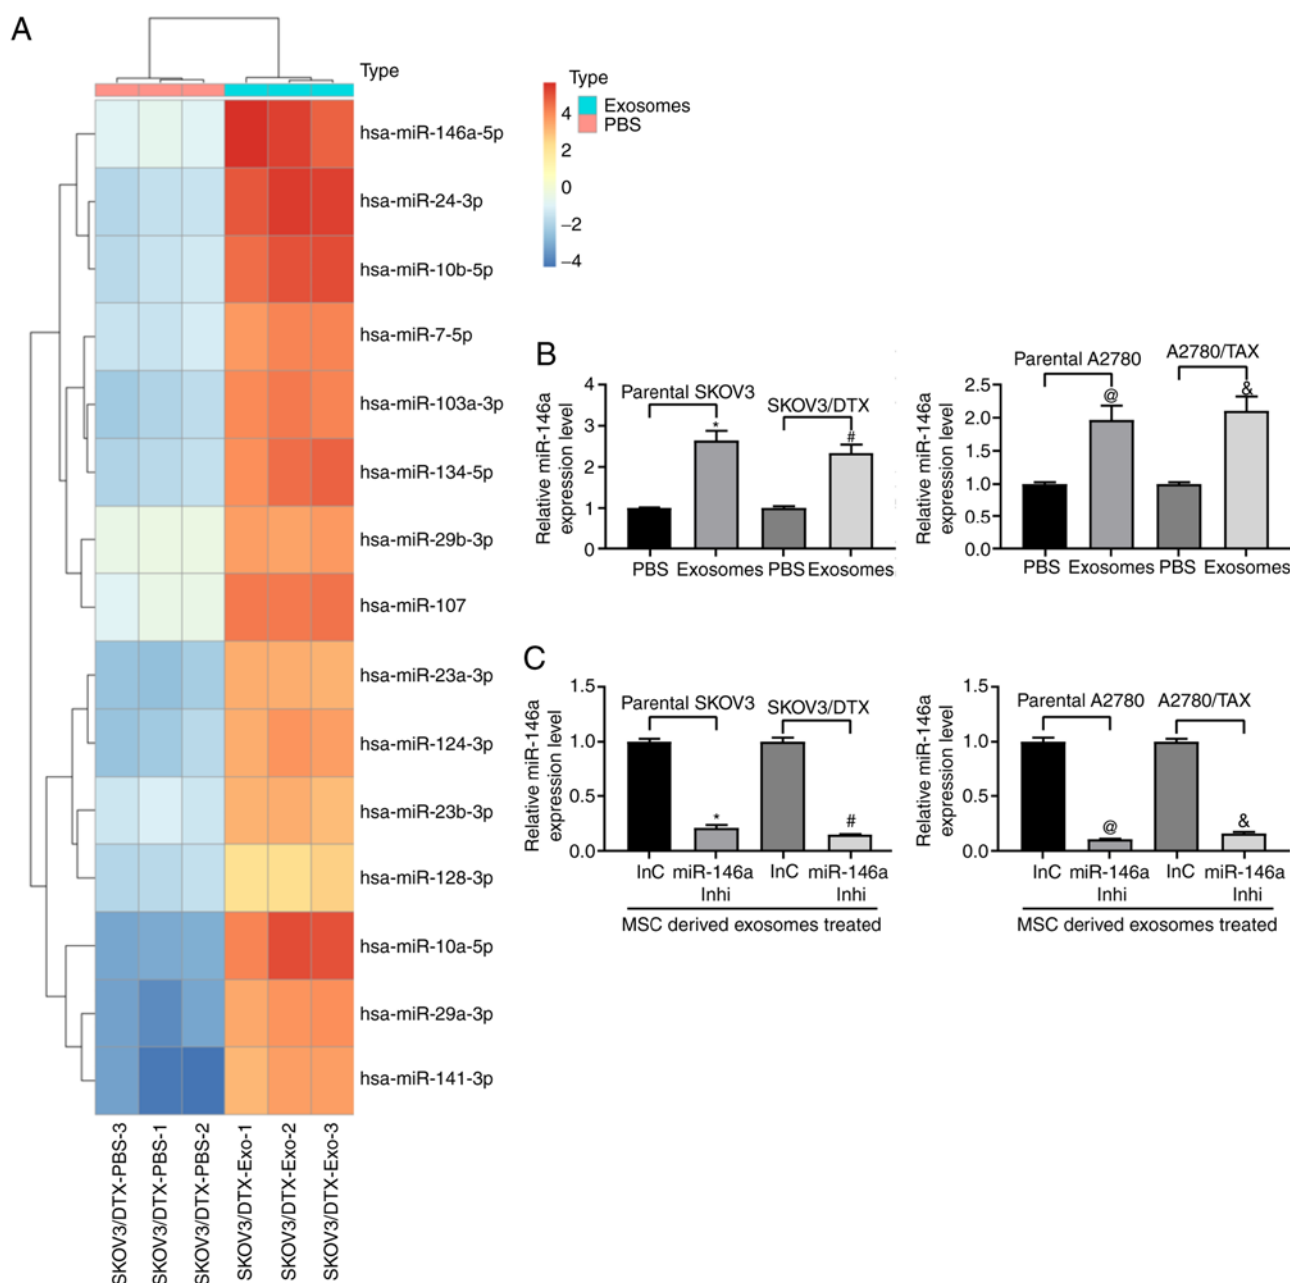 A
Type
hsa-miR-146a-5p
hsa-miR-24-3p
hsa-miR-10b-5p
hsa-miR-7-5p
hsa-miR-103a-3p
hsa-miR-134-5p
hsa-miR-29b-3p
hsa-miR-107
hsa-miR-23a-3p
hsa-miR-124-3p
hsa-miR-23b-3p
hsa-miR-128-3p
hsa-miR-10a-5p
hsa-miR-29a-3p
hsa-miR-141-3p
SKOV3/DTX-PBS-3
SKOV3/DTX-PBS-1
SKOV3/DTX-PBS-2
SKOV3/DTX-Exo-1
SKOV3/DTX-Exo-2
SKOV3/DTX-Exo-3
4
2
0
−2
−4
Type
Exosomes
PBS
B
Relative miR-146a
expression level
4
3
2
1
0
Parental SKOV3
SKOV3/DTX
*
#
PBS Exosomes PBS Exosomes
Relative miR-146a
expression level
2.5
2.0
1.5
1.0
0.5
0.0
Parental A2780
A2780/TAX
@
&
PBS Exosomes PBS Exosomes
C
Relative miR-146a
expression level
1.5
1.0
0.5
0.0
Parental SKOV3
SKOV3/DTX
*
#
InC miR-146a InC miR-146a
Inhi Inhi
MSC derived exosomes treated
Relative miR-146a
expression level
1.5
1.0
0.5
0.0
Parental A2780
A2780/TAX
@
&
InC miR-146a InC miR-146a
Inhi Inhi
MSC derived exosomes treated